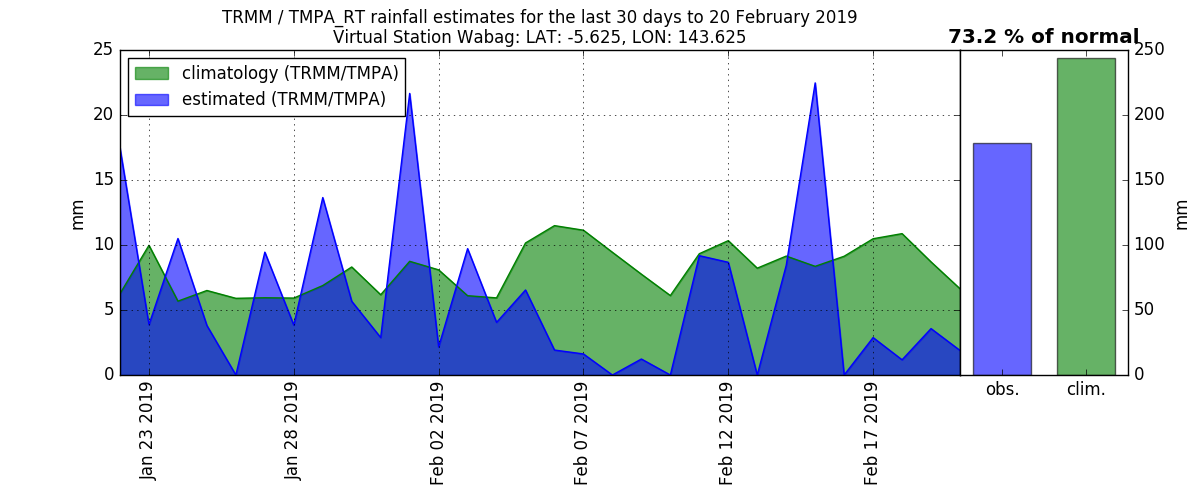 TRMM / TMPA_RT rainfall estimates for the last 30 days to 20 February 2019
Virtual Station Wabag: LAT: -5.625, LON: 143.625
73.2 % of normal
climatology (TRMM/TMPA)
estimated (TRMM/TMPA)
25
20
15
10
5
0
mm
250
200
150
100
50
0
mm
Jan 23 2019
Jan 28 2019
Feb 02 2019
Feb 07 2019
Feb 12 2019
Feb 17 2019
obs.
clim.